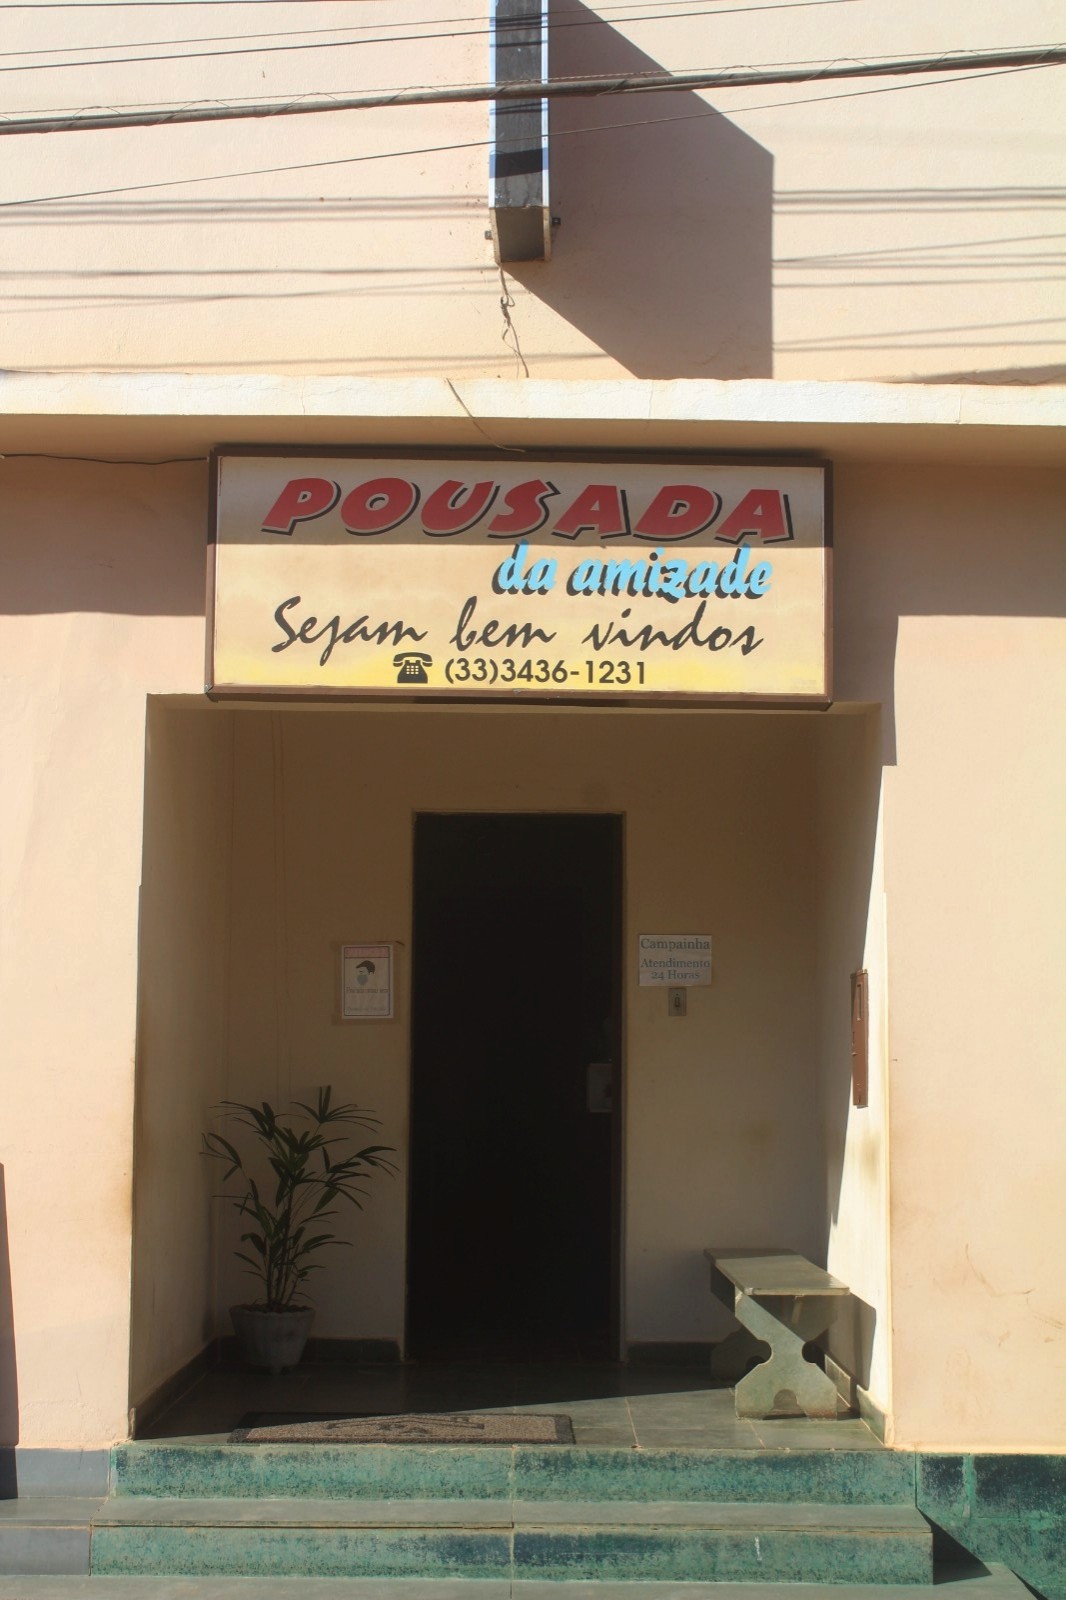 POUSADA
da amizade
Sejam bem vindos
(33)3436-1231
Campainha
Atendimento
24 Horas